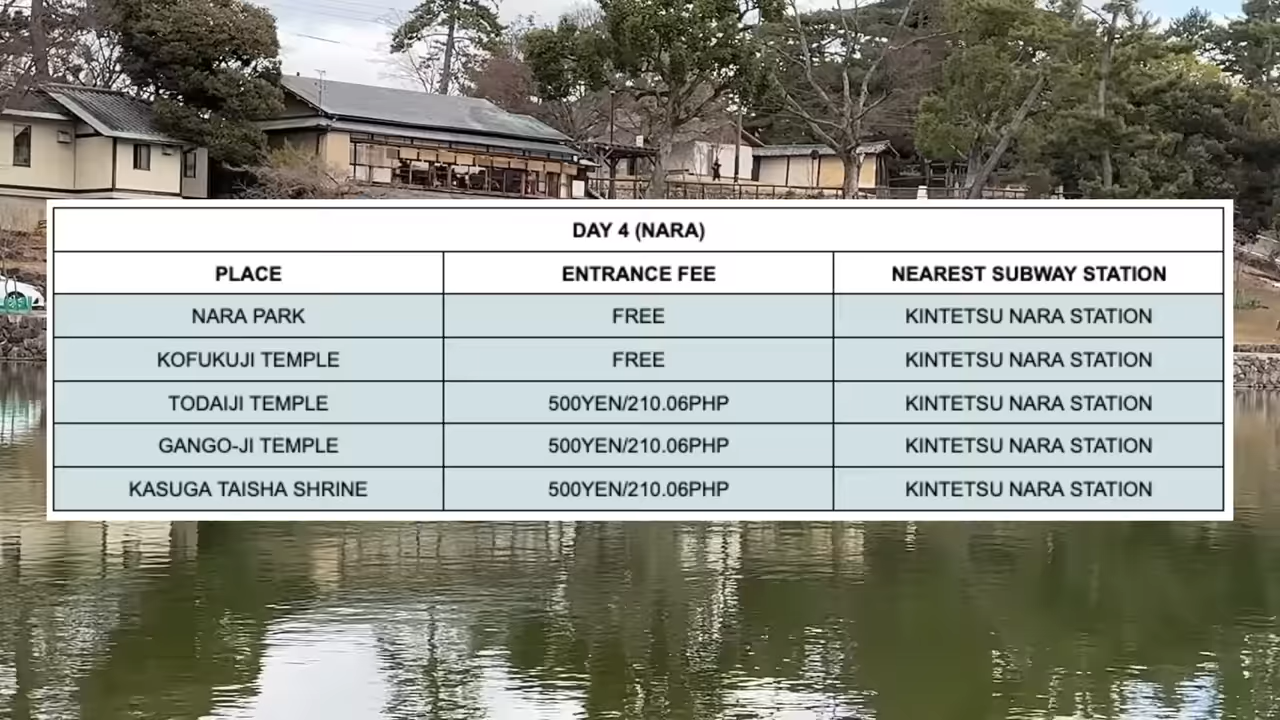 DAY 4 (NARA)
PLACE ENTRANCE FEE NEAREST SUBWAY STATION
NARA PARK FREE KINTETSU NARA STATION
KOFUKUJI TEMPLE FREE KINTETSU NARA STATION
TODAIJI TEMPLE 500YEN/210.06PHP KINTETSU NARA STATION
GANGO-JI TEMPLE 500YEN/210.06PHP KINTETSU NARA STATION
KASUGA TAISHA SHRINE 500YEN/210.06PHP KINTETSU NARA STATION